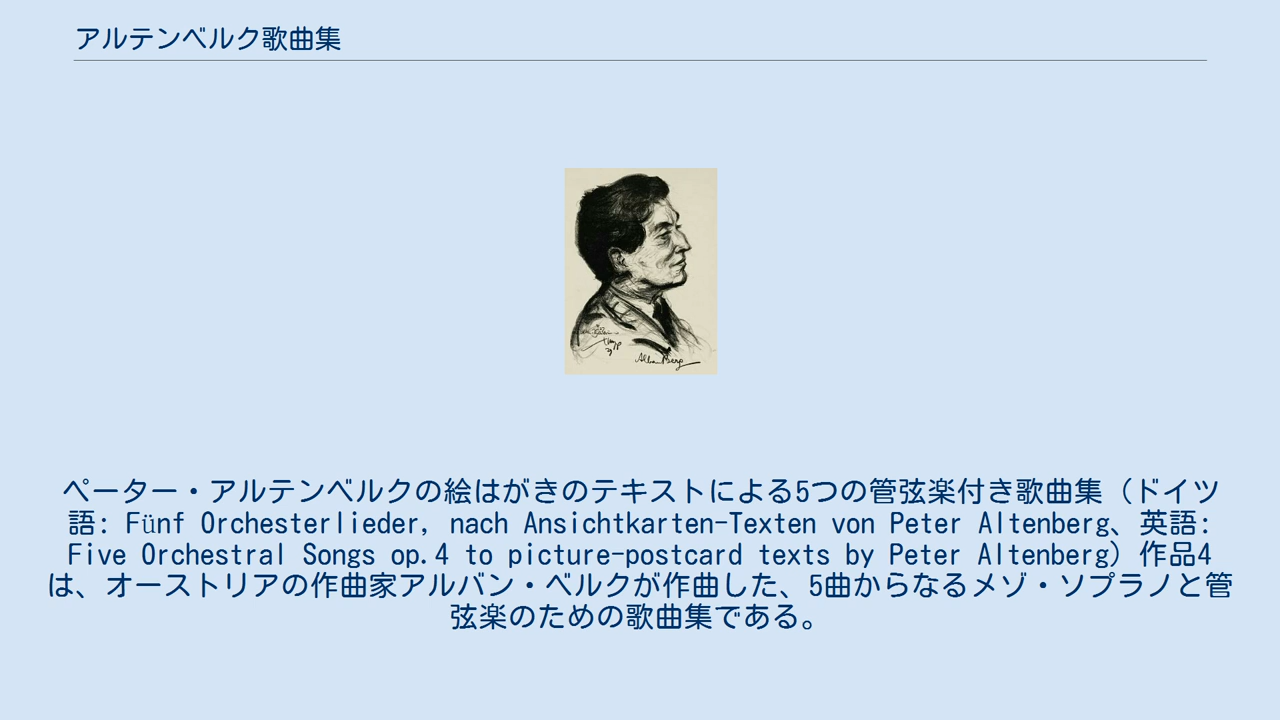 アルテンベルク歌曲集
Alban Berg
ペーター・アルテンベルクの絵はがきのテキストによる5つの管弦楽付き歌曲集（ドイツ
語: Fünf Orchesterlieder, nach Ansichtkarten-Texten von Peter Altenberg、英語:
Five Orchestral Songs op.4 to picture-postcard texts by Peter Altenberg）作品4
は、オーストリアの作曲家アルバン・ベルクが作曲した、5曲からなるメゾ・ソプラノと管
弦楽のための歌曲集である。